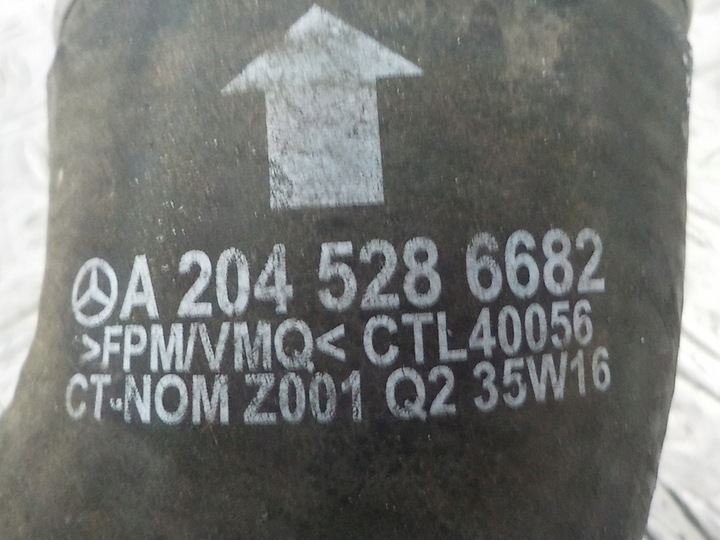 A 204 528 6682
>FPM/VMQ< CTL40056
CT-NOM Z001 Q2 35W16